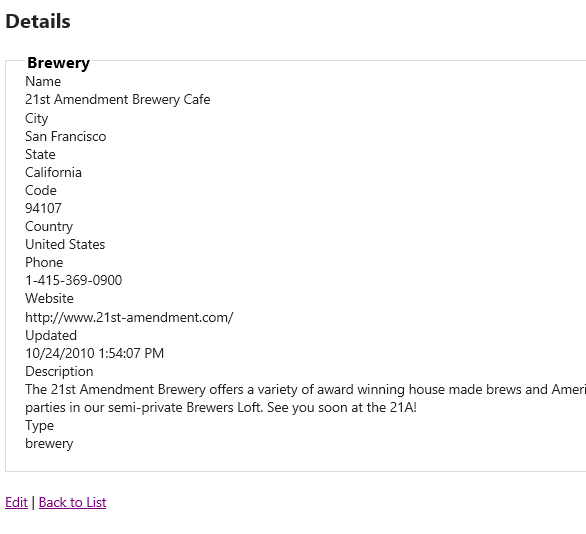 Details
Brewery
Name
21st Amendment Brewery Cafe
City
San Francisco
State
California
Code
94107
Country
United States
Phone
1-415-369-0900
Website
http://www.21st-amendment.com/
Updated
10/24/2010 1:54:07 PM
Description
The 21st Amendment Brewery offers a variety of award winning house made brews and Ameri
parties in our semi-private Brewers Loft. See you soon at the 21A!
Type
brewery
Edit | Back to List